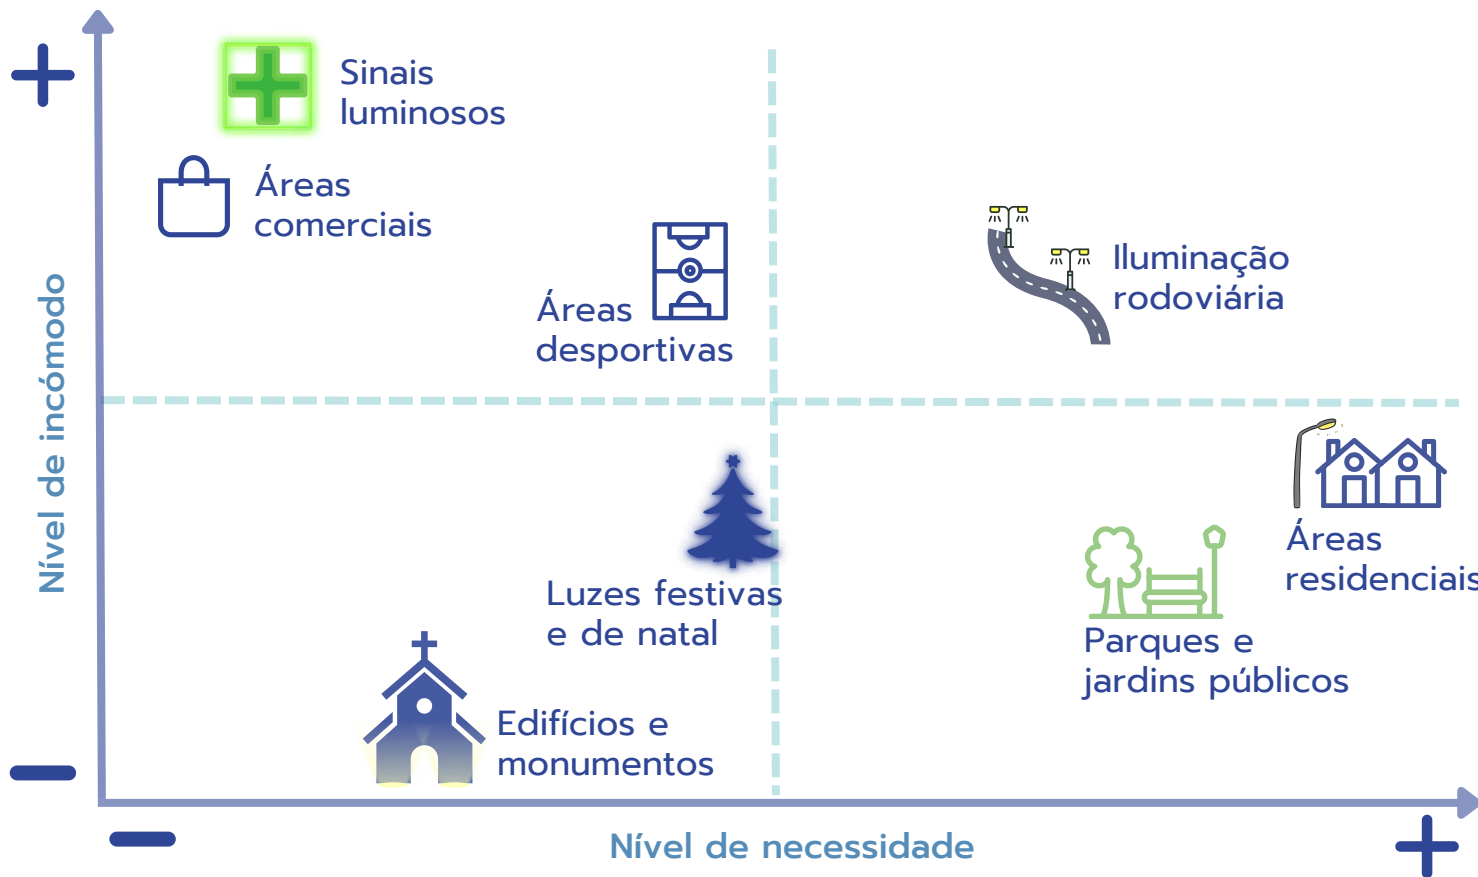 Sinais
luminosos
Áreas
comerciais
Áreas
desportivas
Iluminação
rodoviária
Áreas
residenciais
Luzes festivas
e de natal
Parques e
jardins públicos
Edifícios e
monumentos
Nível de incómodo
Nível de necessidade